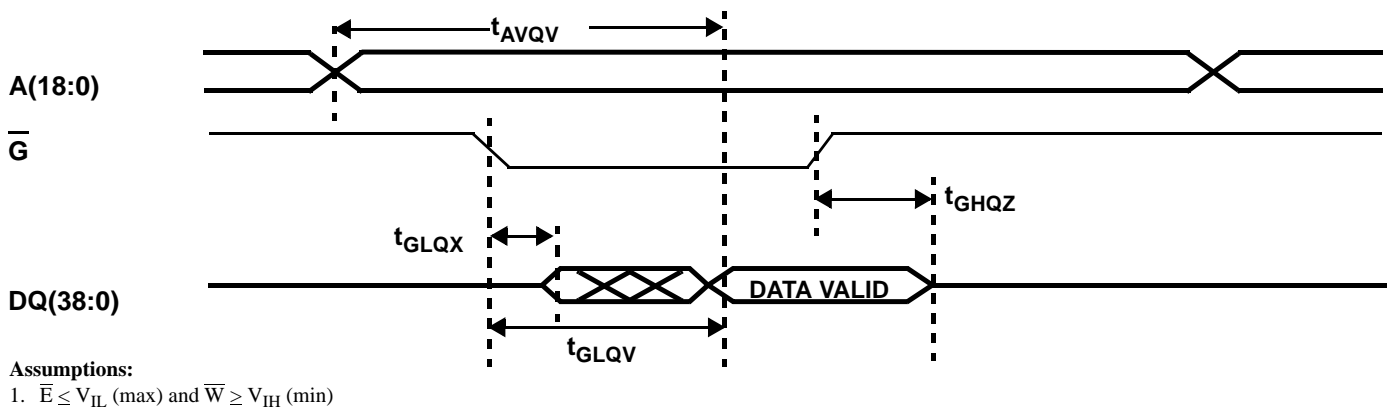 tAVQV
A(18:0)
G̅
tGHQZ
tGLQX
DQ(38:0)
DATA VALID
tGLQV
Assumptions:
1. E̅ ≤ VIL (max) and W̅ ≥ VIH (min)